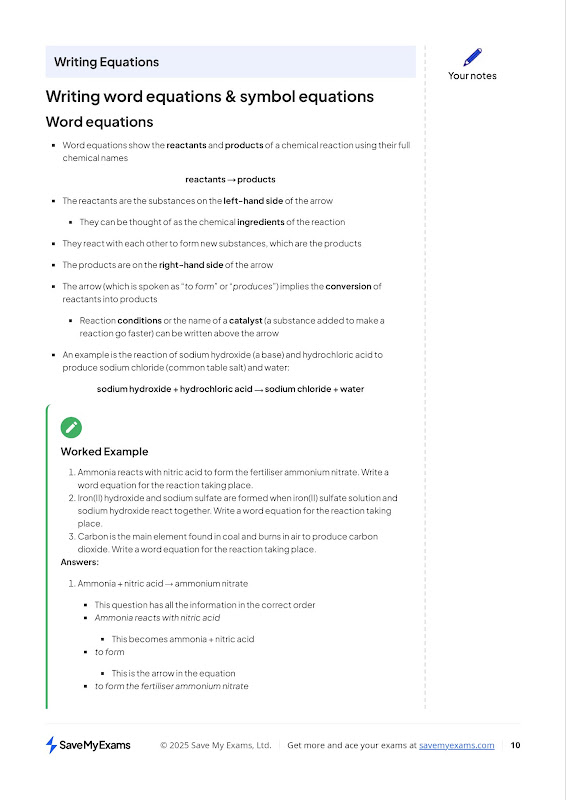 Writing Equations
Your notes
Writing word equations & symbol equations
Word equations
▪ Word equations show the reactants and products of a chemical reaction using their full
chemical names
reactants → products
▪ The reactants are the substances on the left-hand side of the arrow
▪ They can be thought of as the chemical ingredients of the reaction
▪ They react with each other to form new substances, which are the products
▪ The products are on the right-hand side of the arrow
▪ The arrow (which is spoken as "to form" or "produces") implies the conversion of
reactants into products
▪ Reaction conditions or the name of a catalyst (a substance added to make a
reaction go faster) can be written above the arrow
▪ An example is the reaction of sodium hydroxide (a base) and hydrochloric acid to
produce sodium chloride (common table salt) and water:
sodium hydroxide + hydrochloric acid → sodium chloride + water
Worked Example
1. Ammonia reacts with nitric acid to form the fertiliser ammonium nitrate. Write a
word equation for the reaction taking place.
2. Iron(II) hydroxide and sodium sulfate are formed when iron(II) sulfate solution and
sodium hydroxide react together. Write a word equation for the reaction taking
place.
3. Carbon is the main element found in coal and burns in air to produce carbon
dioxide. Write a word equation for the reaction taking place.
Answers:
1. Ammonia + nitric acid → ammonium nitrate
▪ This question has all the information in the correct order
▪ Ammonia reacts with nitric acid
▪ This becomes ammonia + nitric acid
▪ to form
▪ This is the arrow in the equation
▪ to form the fertiliser ammonium nitrate
SaveMyExams
© 2025 Save My Exams, Ltd.
Get more and ace your exams at savemyexams.com
10